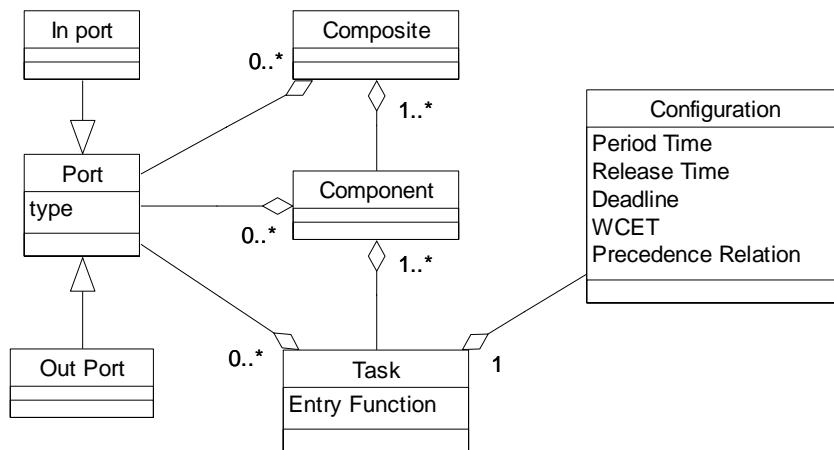 In port
Composite
0..*
1..*
Configuration
Period Time
Release Time
Deadline
WCET
Precedence Relation
Port
type
Component
0..*
1..*
Out Port
0..*
Task
1
Entry Function